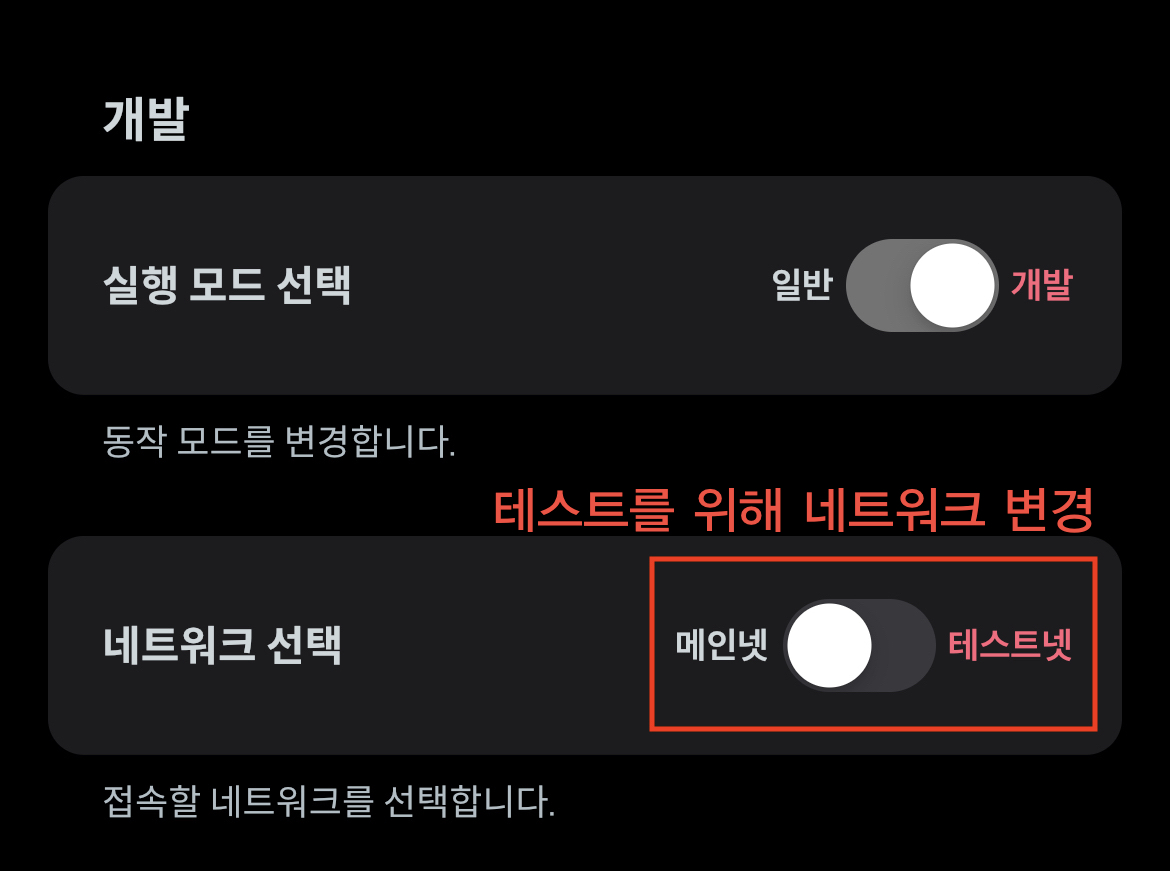 개발
실행 모드 선택 일반 개발
동작 모드를 변경합니다.
테스트를 위해 네트워크 변경
네트워크 선택 메인넷 테스트넷
접속할 네트워크를 선택합니다.